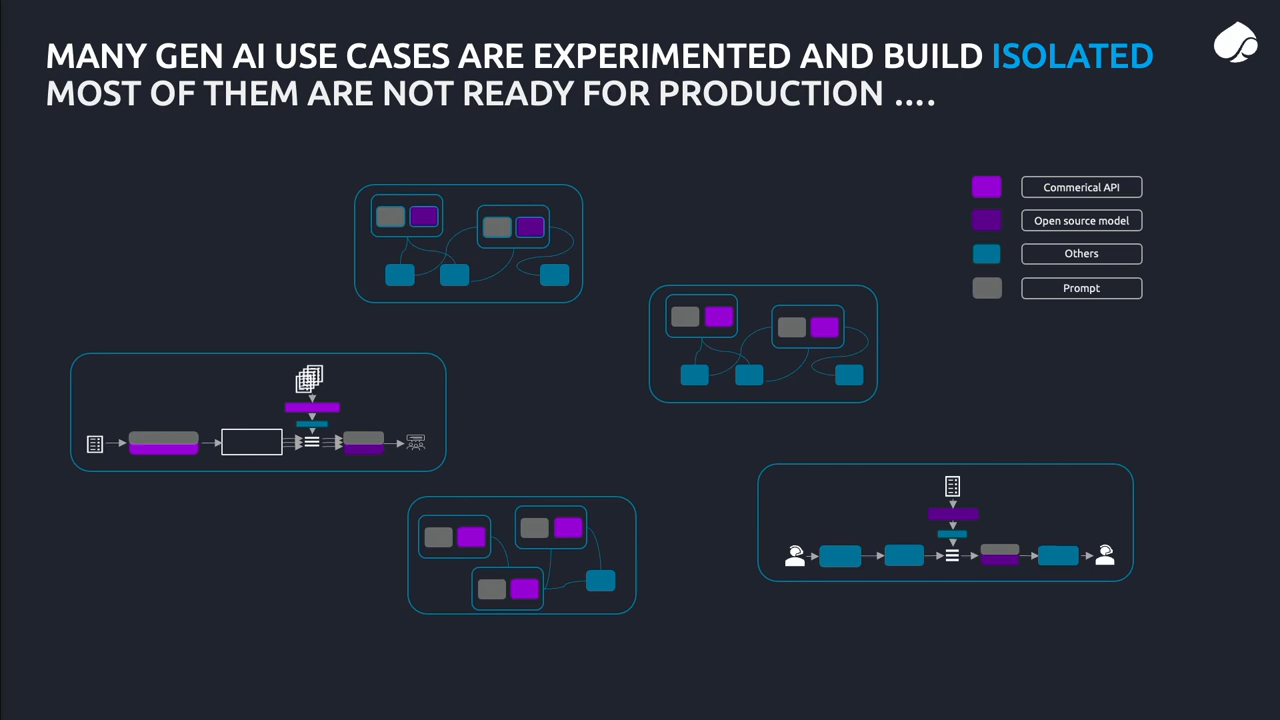 MANY GEN AI USE CASES ARE EXPERIMENTED AND BUILD ISOLATED
MOST OF THEM ARE NOT READY FOR PRODUCTION ....
Commerical API
Open source model
Others
Prompt